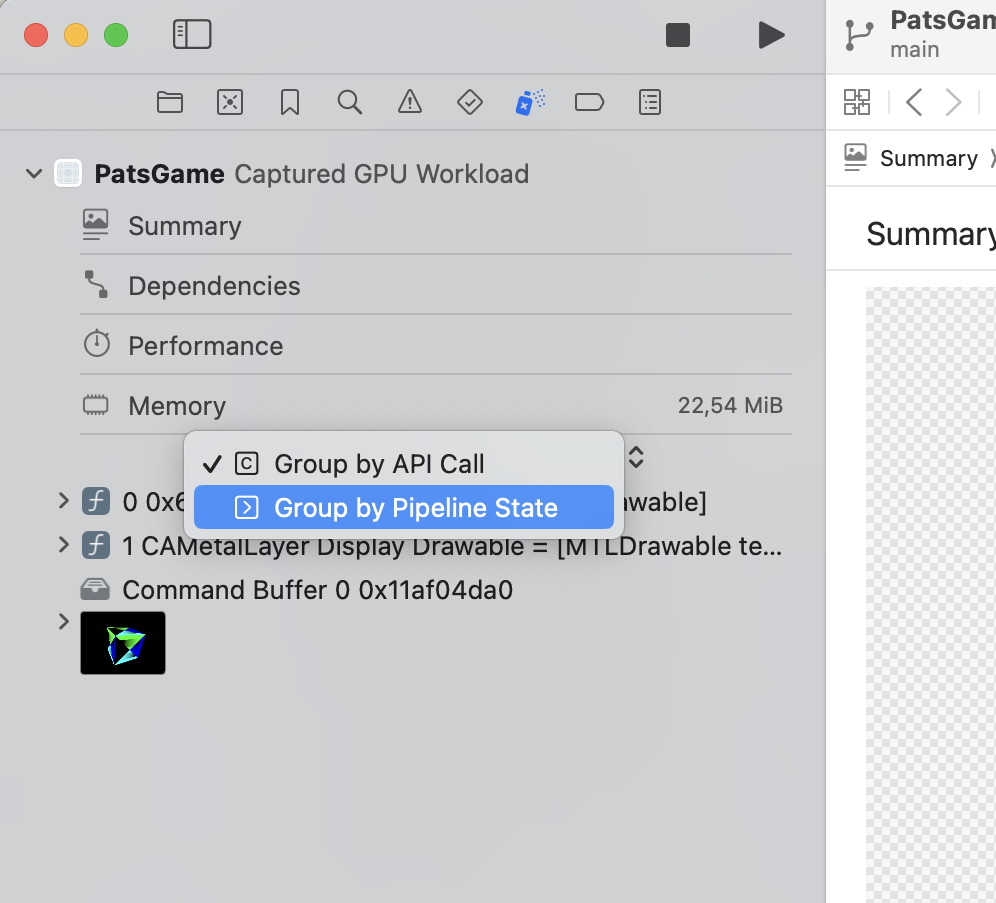 PatsGam
main
PatsGame Captured GPU Workload
Summary
Summary
Summary
Dependencies
Performance
Memory 22,54 MiB
Group by API Call
Group by Pipeline State
0 0x6 awable]
1 CAMetalLayer Display Drawable = [MTLDrawable te...
Command Buffer 0 0x11af04da0